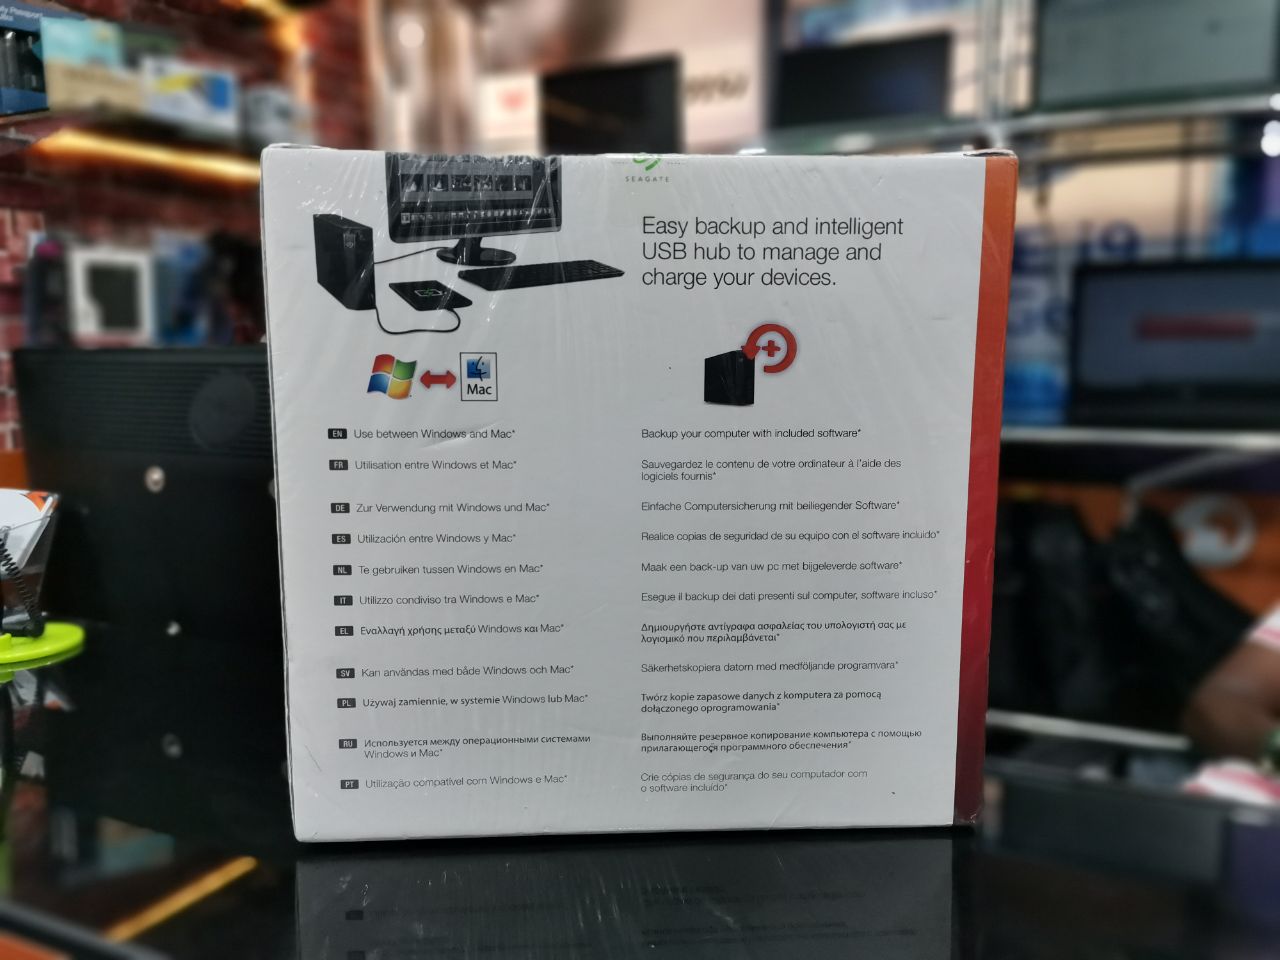 SEAGATE
Easy backup and intelligent
USB hub to manage and
charge your devices.
Mac
EN Use between Windows and Mac*
Backup your computer with included software*
FR Utilisation entre Windows et Mac*
Sauvegardez le contenu de votre ordinateur à l'aide des
logiciels fournis*
DE Zur Verwendung mit Windows und Mac*
Einfache Computersicherung mit beiliegender Software*
ES Utilización entre Windows y Mac*
Realice copias de seguridad de su equipo con el software incluido*
NL Te gebruiken tussen Windows en Mac*
Maak een back-up van uw pc met bijgeleverde software*
IT Utilizzo condiviso tra Windows e Mac*
Esegue il backup dei dati presenti sul computer, software incluso*
EL Εναλλαγή χρήσης μεταξύ Windows και Mac*
Δημιουργήστε αντίγραφα ασφαλείας του υπολογιστή σας με
λογισμικό που περιλαμβάνεται*
SV Kan användas med både Windows och Mac*
Säkerhetskopiera datorn med medföljande programvara*
PL Używaj zamiennie, w systemie Windows lub Mac*
Twórz kopie zapasowe danych z komputera za pomocą
dołączonego oprogramowania*
RU Используется между операционными системами
Windows и Mac*
Выполняйте резервное копирование компьютера с помощью
прилагающегося программного обеспечения*
PT Utilização compatível com Windows e Mac*
Crie cópias de segurança do seu computador com
o software incluído*